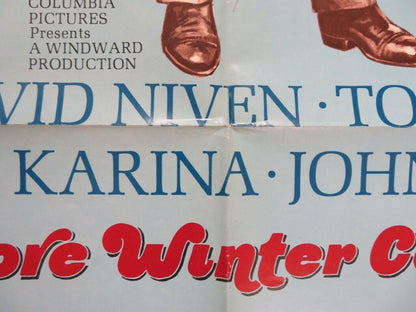 COLUMBIA
PICTURES
Presents
A WINDWARD
PRODUCTION
VID NIVEN · TO
KARINA · JOHN
ore Winter C